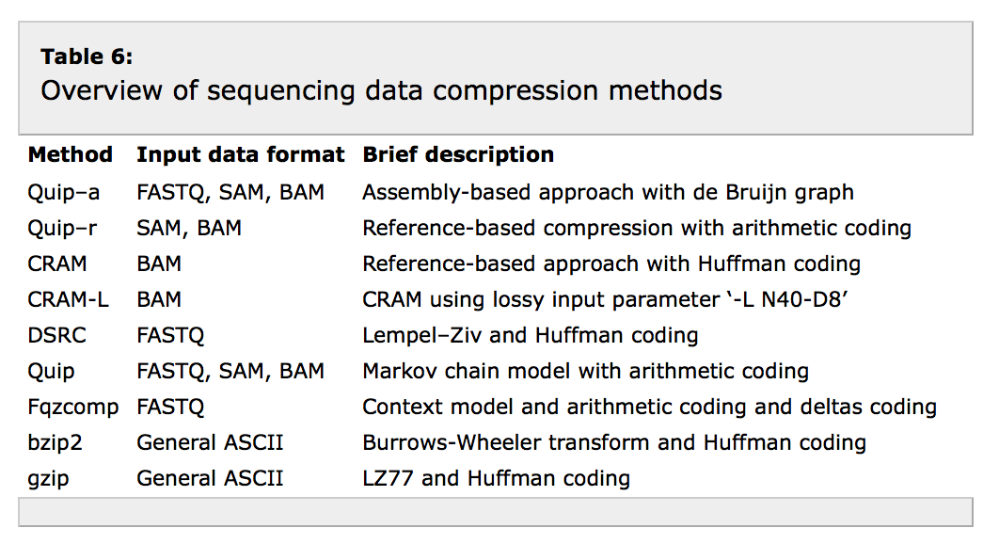 Table 6:
Overview of sequencing data compression methods
Method Input data format Brief description
Quip–a FASTQ, SAM, BAM Assembly-based approach with de Bruijn graph
Quip–r SAM, BAM Reference-based compression with arithmetic coding
CRAM BAM Reference-based approach with Huffman coding
CRAM-L BAM CRAM using lossy input parameter ‘-L N40-D8’
DSRC FASTQ Lempel–Ziv and Huffman coding
Quip FASTQ, SAM, BAM Markov chain model with arithmetic coding
Fqzcomp FASTQ Context model and arithmetic coding and deltas coding
bzip2 General ASCII Burrows-Wheeler transform and Huffman coding
gzip General ASCII LZ77 and Huffman coding